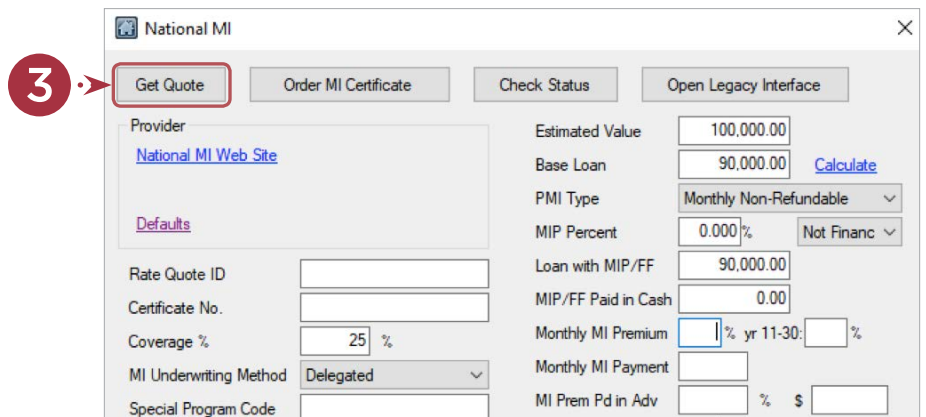 National MI
3
Get Quote Order MI Certificate Check Status Open Legacy Interface
Provider
National MI Web Site
Defaults
Rate Quote ID
Certificate No.
Coverage % 25 %
MI Underwriting Method Delegated
Special Program Code
Estimated Value 100,000.00
Base Loan 90,000.00 Calculate
PMI Type Monthly Non-Refundable
MIP Percent 0.000 % Not Financ
Loan with MIP/FF 90,000.00
MIP/FF Paid in Cash 0.00
Monthly MI Premium % yr 11-30: %
Monthly MI Payment
MI Prem Pd in Adv % $